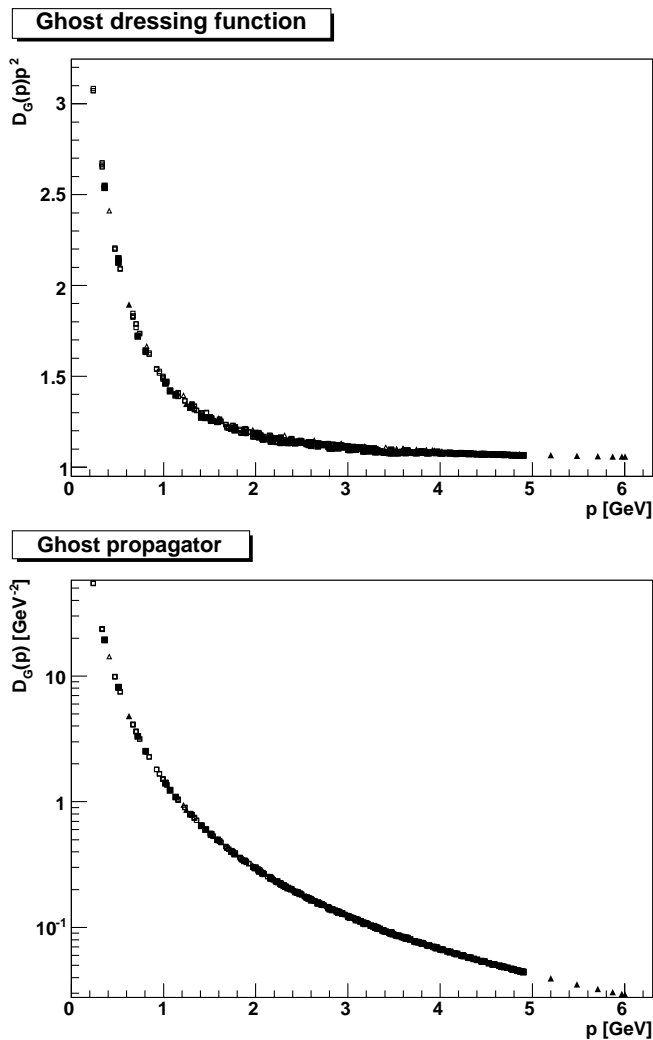 Ghost dressing function
D_G(p)p^2
3
2.5
2
1.5
1
0 1 2 3 4 5 6
p [GeV]
Ghost propagator
D_G(p) [GeV^-2]
10
1
10^-1
0 1 2 3 4 5 6
p [GeV]